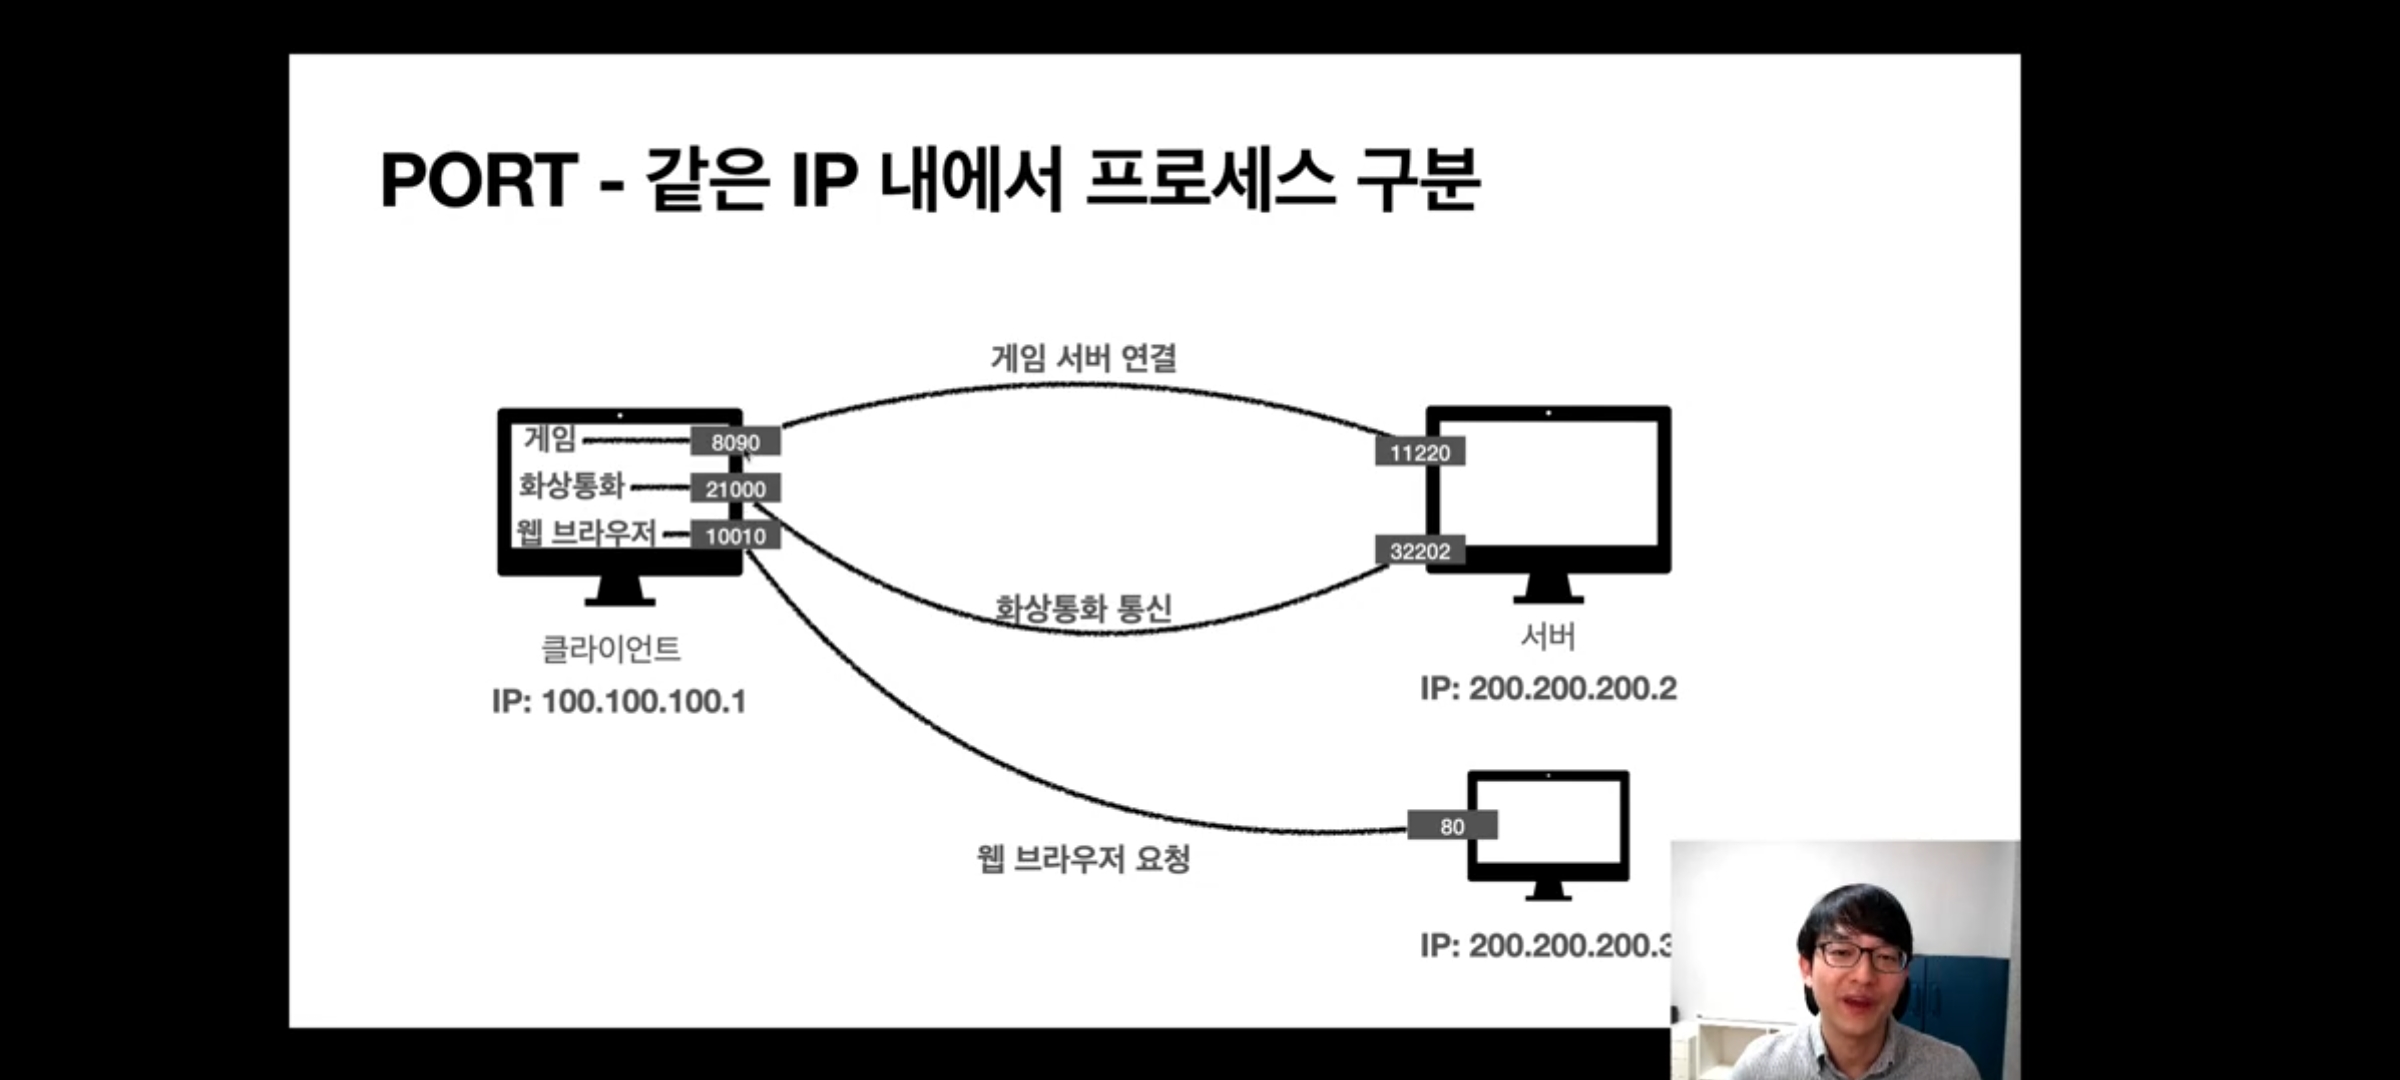 PORT - 같은 IP 내에서 프로세스 구분
게임 서버 연결
게임 8090
화상통화 21000
웹 브라우저 10010
11220
32202
화상통화 통신
클라이언트
IP: 100.100.100.1
서버
IP: 200.200.200.2
80
웹 브라우저 요청
IP: 200.200.200.3